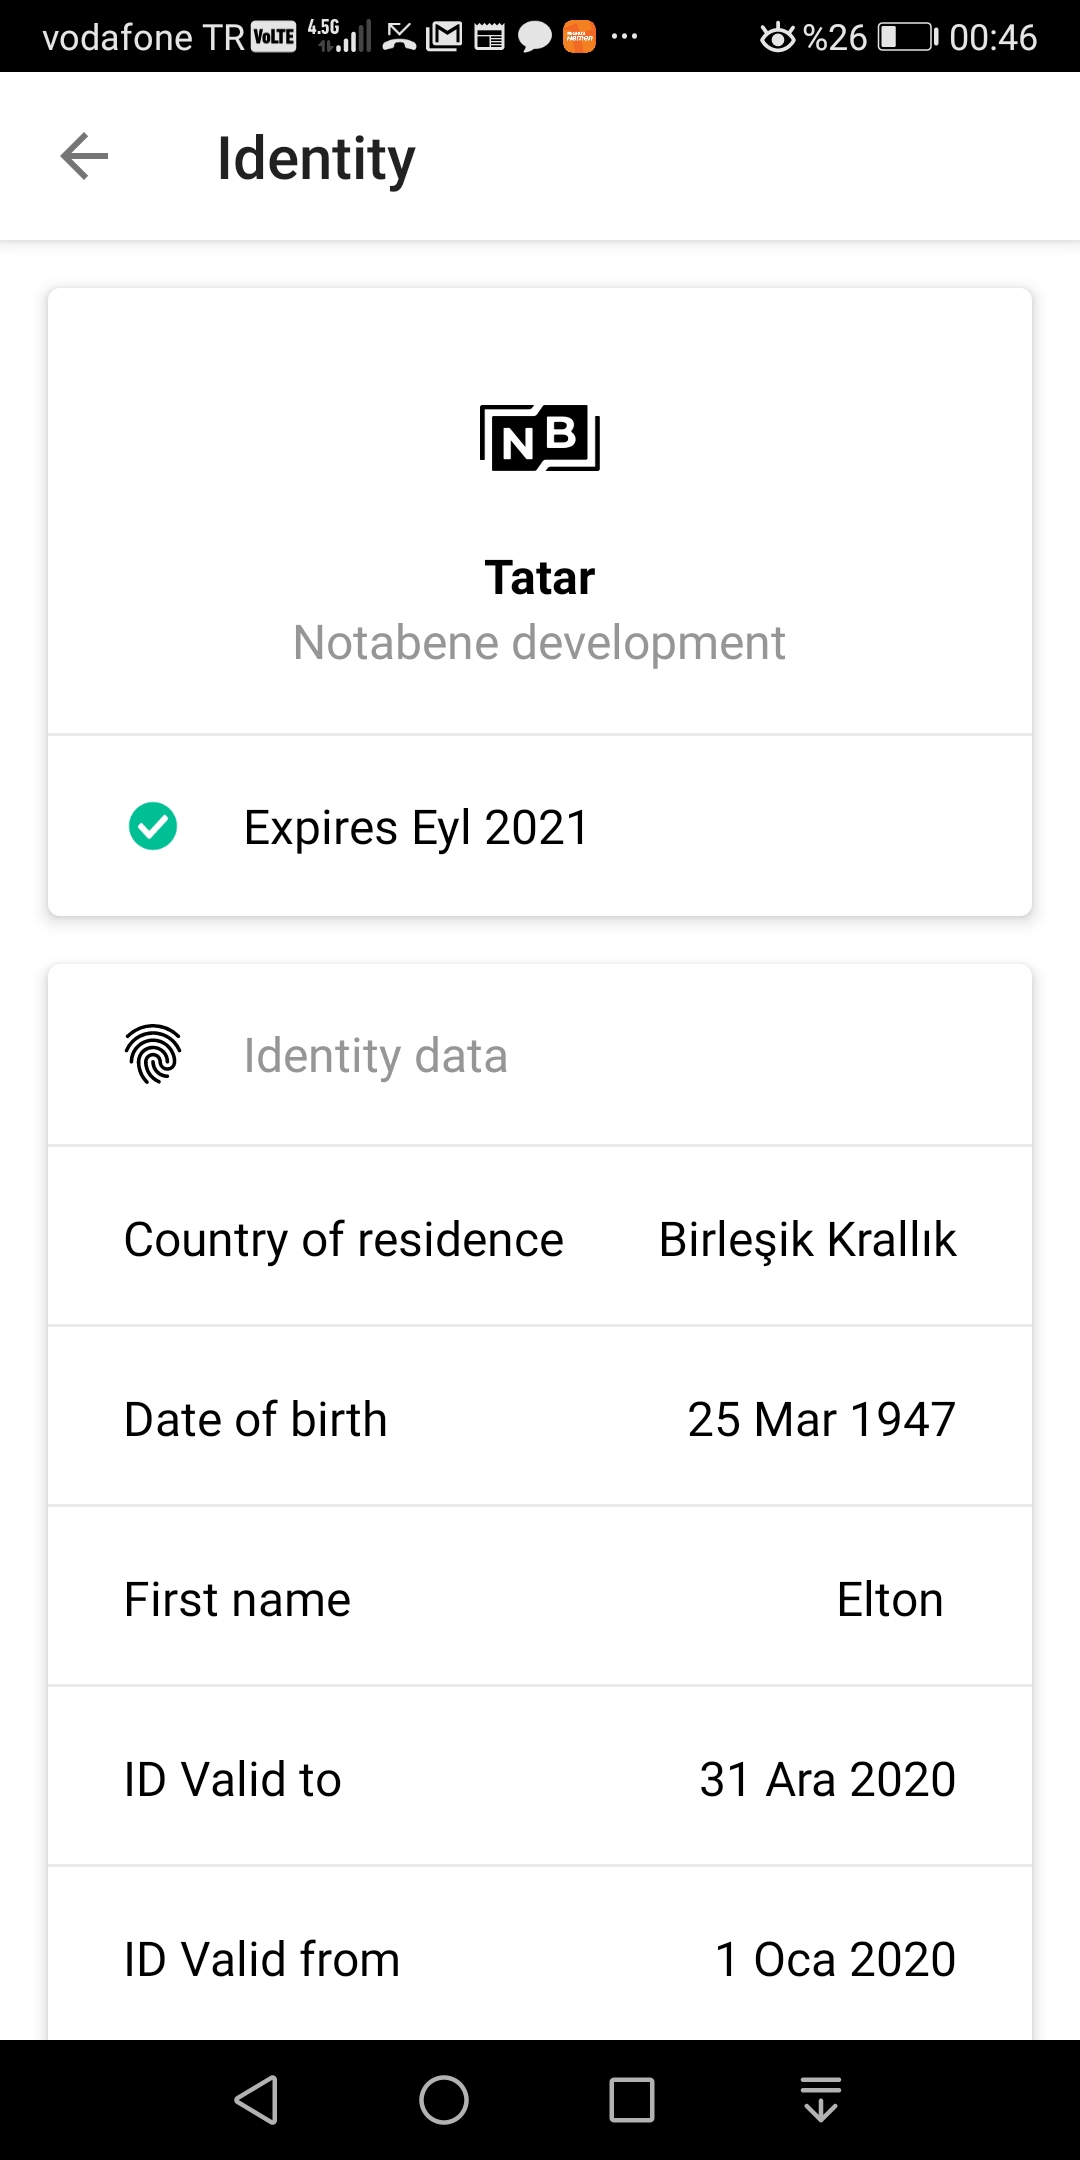 vodafone TR VoLTE 4.5G %26 00:46
Identity
NB
Tatar
Notabene development
Expires Eyl 2021
Identity data
Country of residence Birleşik Krallık
Date of birth 25 Mar 1947
First name Elton
ID Valid to 31 Ara 2020
ID Valid from 1 Oca 2020